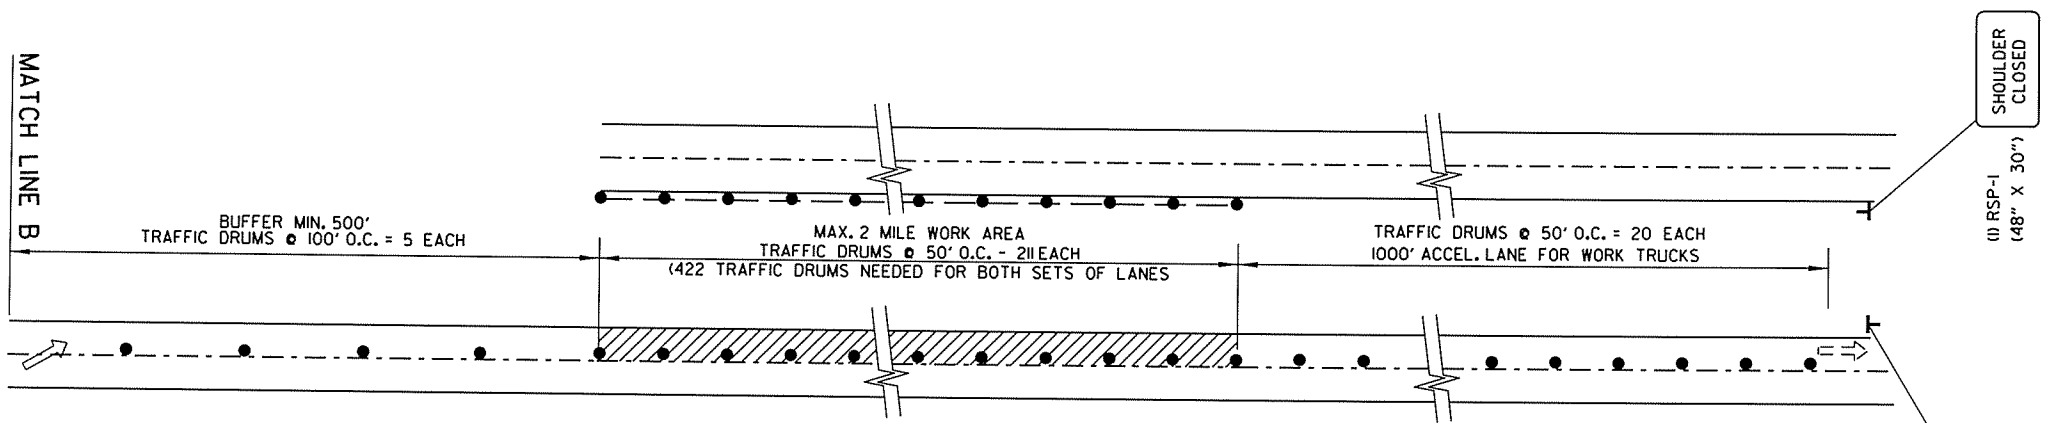 MATCH LINE B
BUFFER MIN. 500'
TRAFFIC DRUMS @ 100' O.C. = 5 EACH
MAX. 2 MILE WORK AREA
TRAFFIC DRUMS @ 50' O.C. - 211 EACH
(422 TRAFFIC DRUMS NEEDED FOR BOTH SETS OF LANES
TRAFFIC DRUMS @ 50' O.C. = 20 EACH
1000' ACCEL. LANE FOR WORK TRUCKS
SHOULDER
CLOSED
(1) RSP-1
(48" X 30")